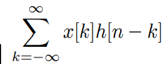 ∞
∑ x[k]h[n − k]
k=−∞